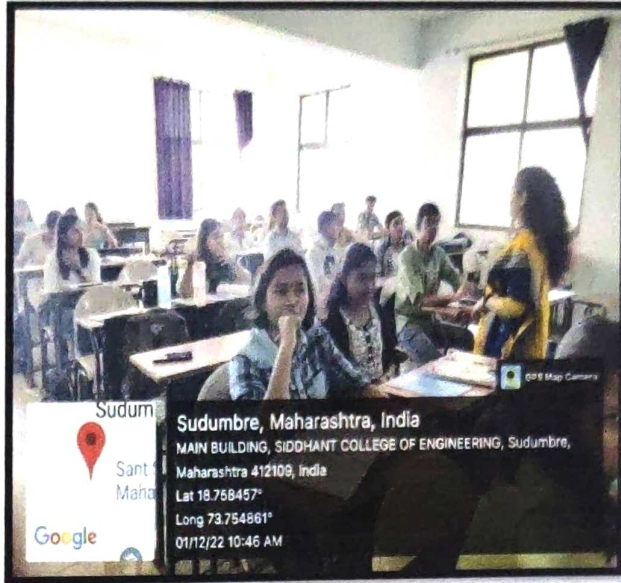 GPS Map Camera
Sudum
Sant
Maha
Google
Sudumbre, Maharashtra, India
MAIN BUILDING, SIDDHANT COLLEGE OF ENGINEERING, Sudumbre,
Maharashtra 412109, India
Lat 18.758457°
Long 73.754861°
01/12/22 10:46 AM